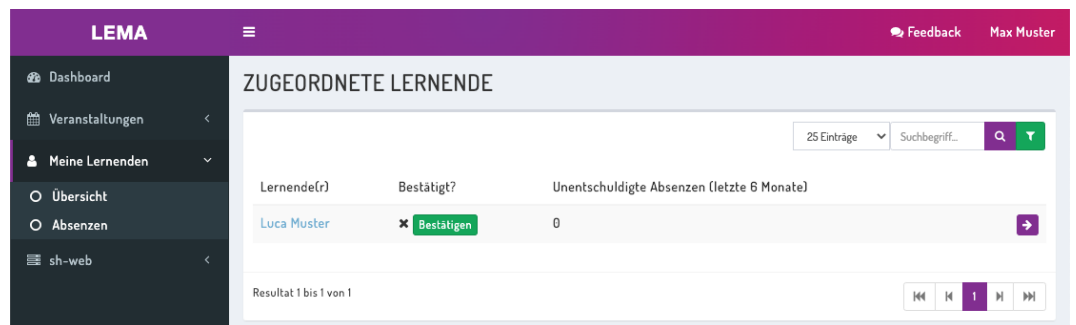 LEMA
Feedback Max Muster
Dashboard
Veranstaltungen
Meine Lernenden
Übersicht
Absenzen
sh-web
ZUGEORDNETE LERNENDE
25 Einträge Suchbegriff...
Lernende(r) Bestätigt? Unentschuldigte Absenzen (letzte 6 Monate)
Luca Muster Bestätigen 0
Resultat 1 bis 1 von 1
1